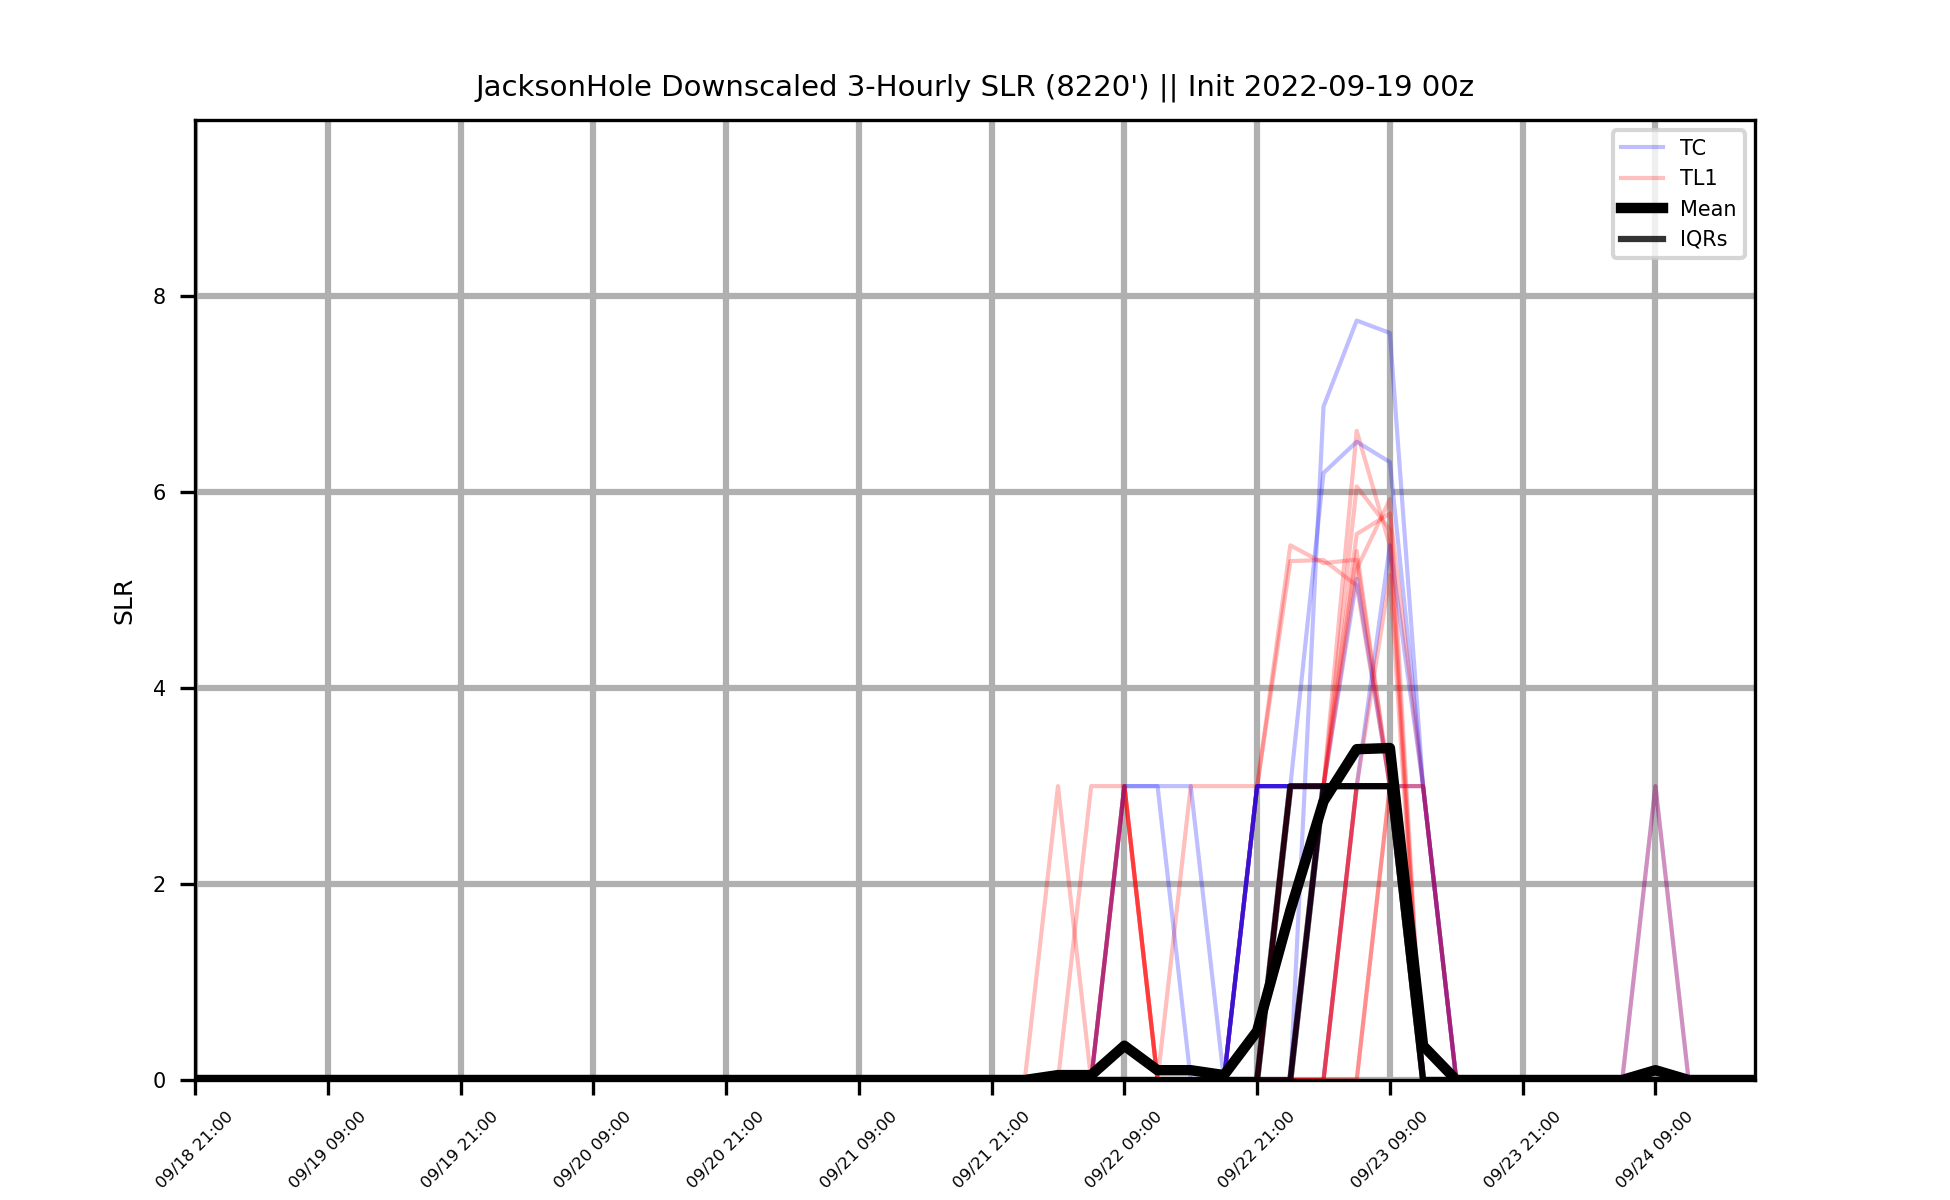 JacksonHole Downscaled 3-Hourly SLR (8220') || Init 2022-09-19 00z
TC
TL1
Mean
IQRs
SLR
8
6
4
2
0
09/18 21:00
09/19 09:00
09/19 21:00
09/20 09:00
09/20 21:00
09/21 09:00
09/21 21:00
09/22 09:00
09/22 21:00
09/23 09:00
09/23 21:00
09/24 09:00